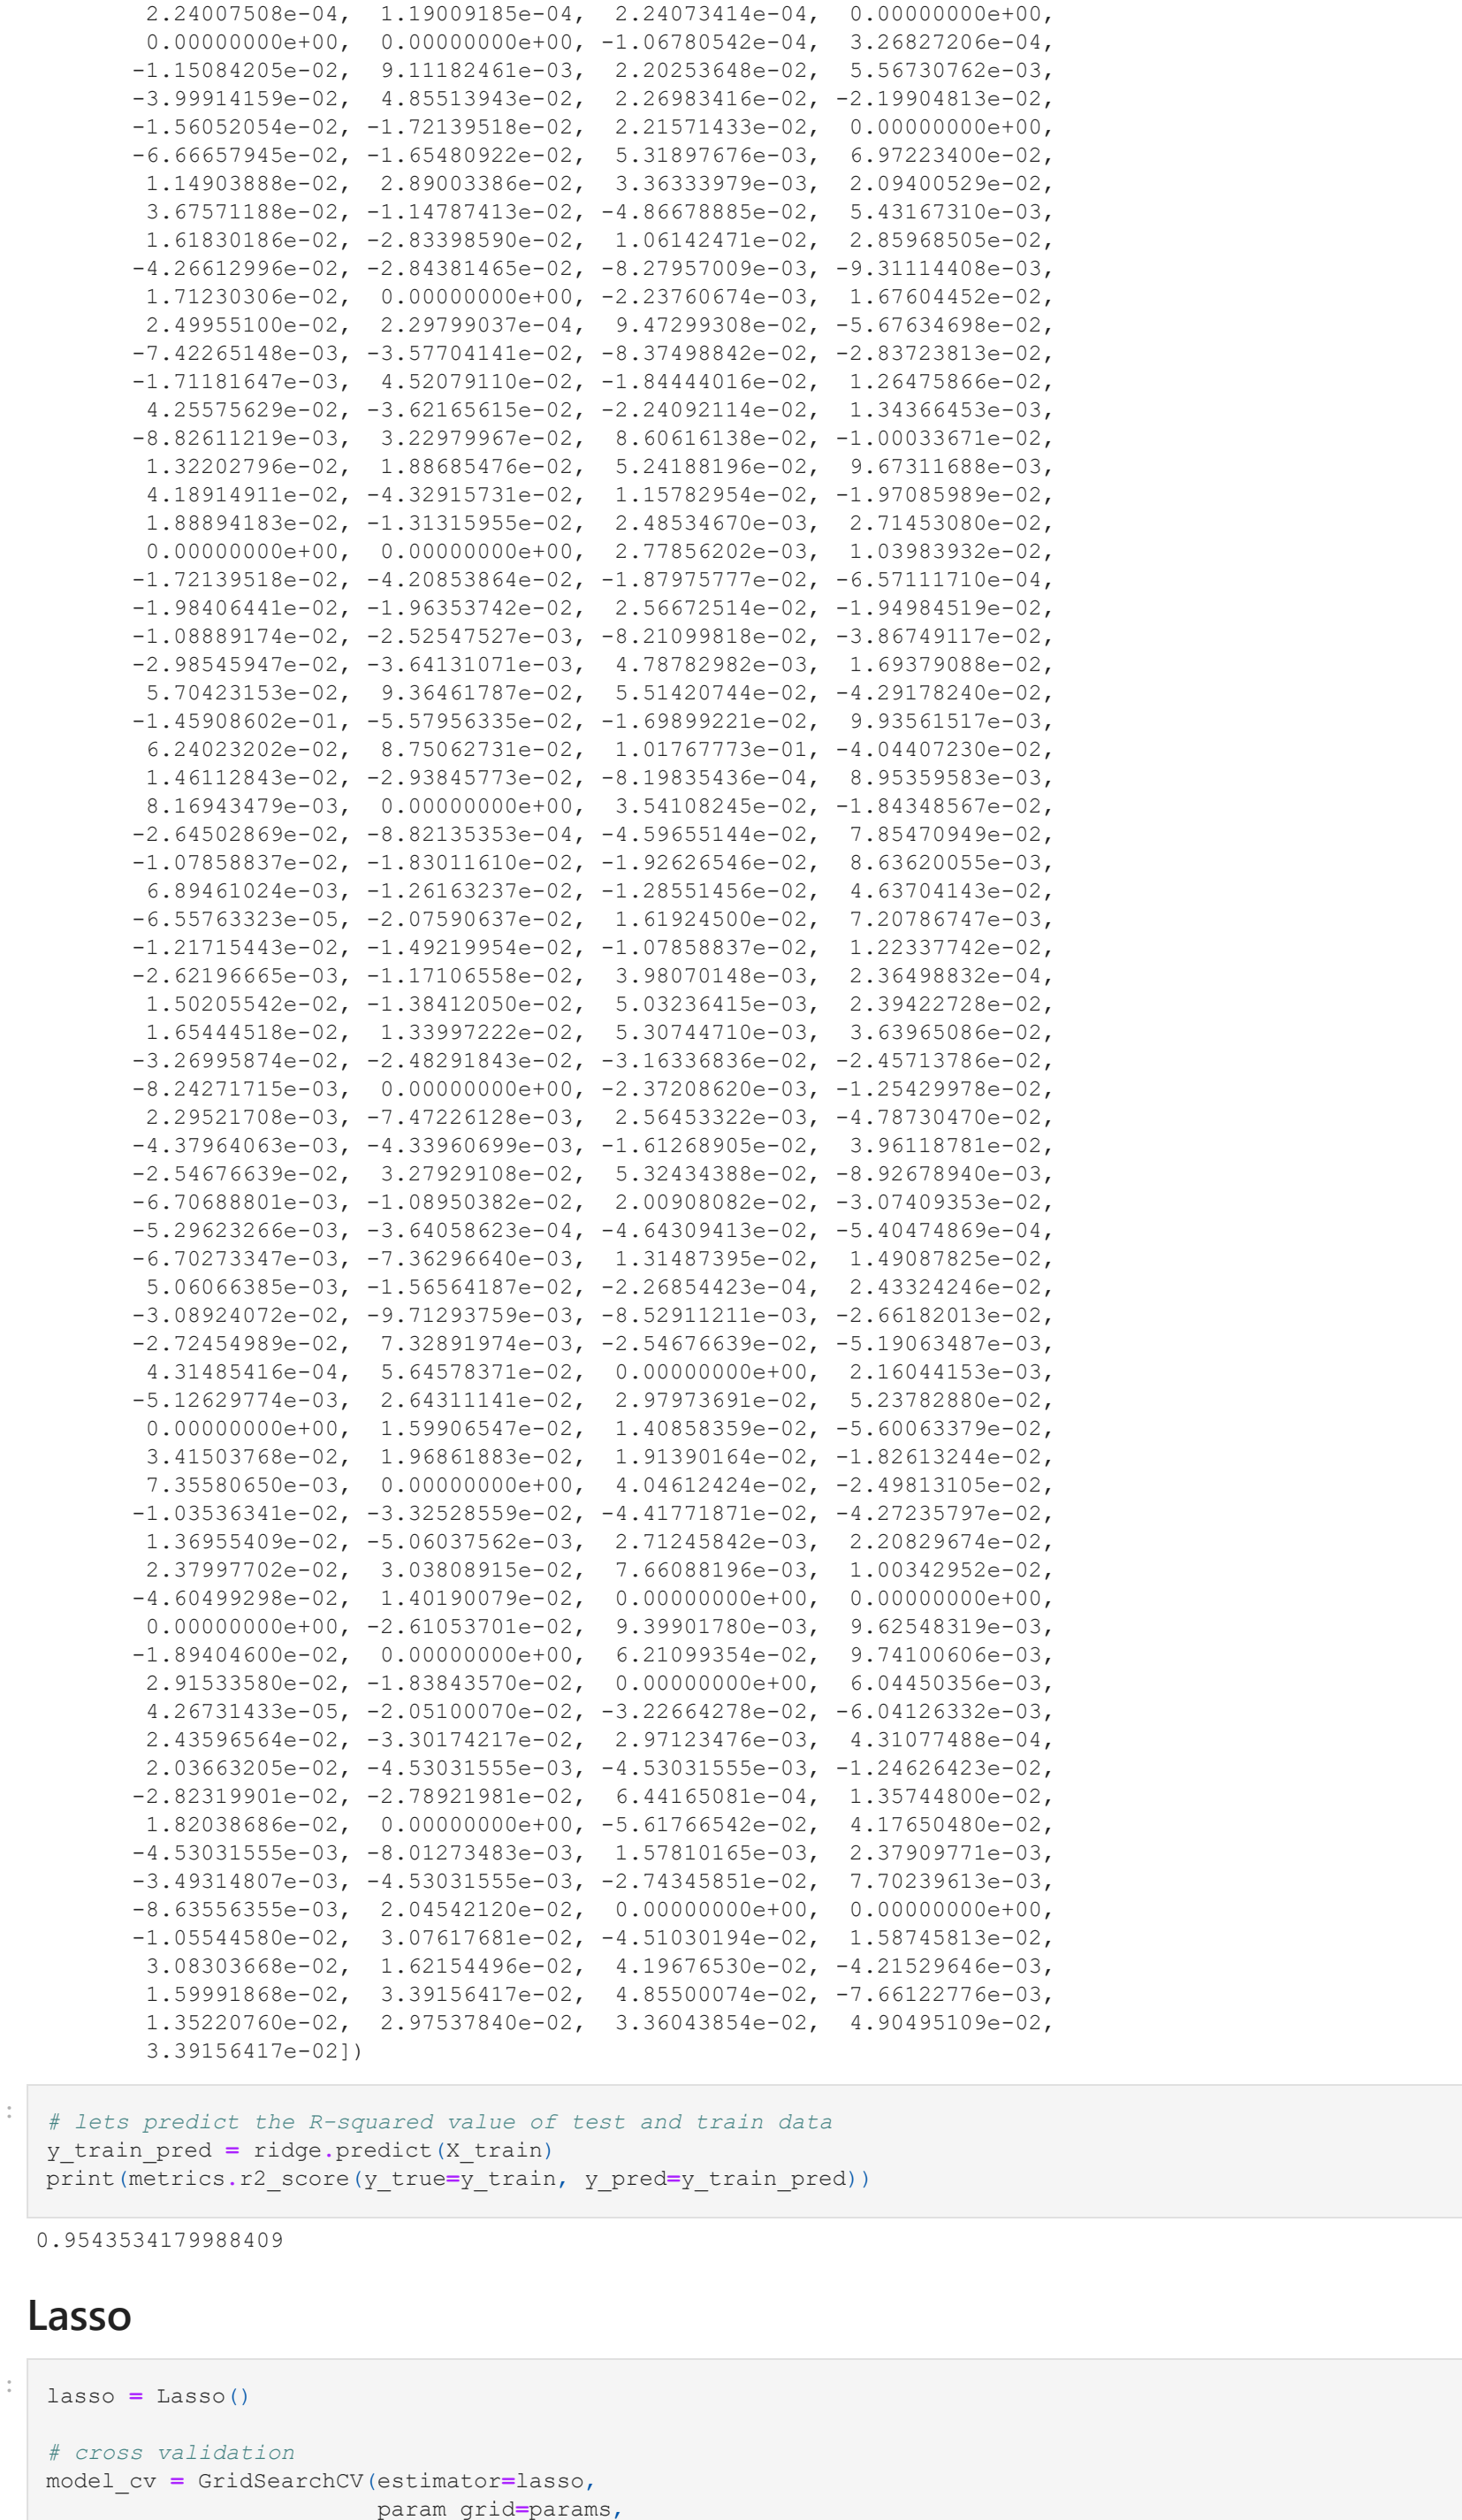 2.24007508e-04, 1.19009185e-04, 2.24073414e-04, 0.00000000e+00,
0.00000000e+00, 0.00000000e+00, -1.06780542e-04, 3.26827206e-04,
-1.15084205e-02, 9.11182461e-03, 2.20253648e-02, 5.56730762e-03,
-3.99914159e-02, 4.85513943e-02, 2.26983416e-02, -2.19904813e-02,
-1.56052054e-02, -1.72139518e-02, 2.21571433e-02, 0.00000000e+00,
-6.66657945e-02, -1.65480922e-02, 5.31897676e-03, 6.97223400e-02,
1.14903888e-02, 2.89003386e-02, 3.36333979e-03, 2.09400529e-02,
3.67571188e-02, -1.14787413e-02, -4.86678885e-02, 5.43167310e-03,
1.61830186e-02, -2.83398590e-02, 1.06142471e-02, 2.85968505e-02,
-4.26612996e-02, -2.84381465e-02, -8.27957009e-03, -9.31114408e-03,
1.71230306e-02, 0.00000000e+00, -2.23760674e-03, 1.67604452e-02,
2.49955100e-02, 2.29799037e-04, 9.47299308e-02, -5.67634698e-02,
-7.42265148e-03, -3.57704141e-02, -8.37498842e-02, -2.83723813e-02,
-1.71181647e-03, 4.52079110e-02, -1.84444016e-02, 1.26475866e-02,
4.25575629e-02, -3.62165615e-02, -2.24092114e-02, 1.34366453e-03,
-8.82611219e-03, 3.22979967e-02, 8.60616138e-02, -1.00033671e-02,
1.32202796e-02, 1.88685476e-02, 5.24188196e-02, 9.67311688e-03,
4.18914911e-02, -4.32915731e-02, 1.15782954e-02, -1.97085989e-02,
1.88894183e-02, -1.31315955e-02, 2.48534670e-03, 2.71453080e-02,
0.00000000e+00, 0.00000000e+00, 2.77856202e-03, 1.03983932e-02,
-1.72139518e-02, -4.20853864e-02, -1.87975777e-02, -6.57111710e-04,
-1.98406441e-02, -1.96353742e-02, 2.56672514e-02, -1.94984519e-02,
-1.08889174e-02, -2.52547527e-03, -8.21099818e-02, -3.86749117e-02,
-2.98545947e-02, -3.64131071e-03, 4.78782982e-03, 1.69379088e-02,
5.70423153e-02, 9.36461787e-02, 5.51420744e-02, -4.29178240e-02,
-1.45908602e-01, -5.57956335e-02, -1.69899221e-02, 9.93561517e-03,
6.24023202e-02, 8.75062731e-02, 1.01767773e-01, -4.04407230e-02,
1.46112843e-02, -2.93845773e-02, -8.19835436e-04, 8.95359583e-03,
8.16943479e-03, 0.00000000e+00, 3.54108245e-02, -1.84348567e-02,
-2.64502869e-02, -8.82135353e-04, -4.59655144e-02, 7.85470949e-02,
-1.07858837e-02, -1.83011610e-02, -1.92626546e-02, 8.63620055e-03,
6.89461024e-03, -1.26163237e-02, -1.28551456e-02, 4.63704143e-02,
-6.55763323e-05, -2.07590637e-02, 1.61924500e-02, 7.20786747e-03,
-1.21715443e-02, -1.49219954e-02, -1.07858837e-02, 1.22337742e-02,
-2.62196665e-03, -1.17106558e-02, 3.98070148e-03, 2.36498832e-04,
1.50205542e-02, -1.38412050e-02, 5.03236415e-03, 2.39422728e-02,
1.65444518e-02, 1.33997222e-02, 5.30744710e-03, 3.63965086e-02,
-3.26995874e-02, -2.48291843e-02, -3.16336836e-02, -2.45713786e-02,
-8.24271715e-03, 0.00000000e+00, -2.37208620e-03, -1.25429978e-02,
2.29521708e-03, -7.47226128e-03, 2.56453322e-03, -4.78730470e-02,
-4.37964063e-03, -4.33960699e-03, -1.61268905e-02, 3.96118781e-02,
-2.54676639e-02, 3.27929108e-02, 5.32434388e-02, -8.92678940e-03,
-6.70688801e-03, -1.08950382e-02, 2.00908082e-02, -3.07409353e-02,
-5.29623266e-03, -3.64058623e-04, -4.64309413e-02, -5.40474869e-04,
-6.70273347e-03, -7.36296640e-03, 1.31487395e-02, 1.49087825e-02,
5.06066385e-03, -1.56564187e-02, -2.26854423e-04, 2.43324246e-02,
-3.08924072e-02, -9.71293759e-03, -8.52911211e-03, -2.66182013e-02,
-2.72454989e-02, 7.32891974e-03, -2.54676639e-02, -5.19063487e-03,
4.31485416e-04, 5.64578371e-02, 0.00000000e+00, 2.16044153e-03,
-5.12629774e-03, 2.64311141e-02, 2.97973691e-02, 5.23782880e-02,
0.00000000e+00, 1.59906547e-02, 1.40858359e-02, -5.60063379e-02,
3.41503768e-02, 1.96861883e-02, 1.91390164e-02, -1.82613244e-02,
7.35580650e-03, 0.00000000e+00, 4.04612424e-02, -2.49813105e-02,
-1.03536341e-02, -3.32528559e-02, -4.41771871e-02, -4.27235797e-02,
1.36955409e-02, -5.06037562e-03, 2.71245842e-03, 2.20829674e-02,
2.37997702e-02, 3.03808915e-02, 7.66088196e-03, 1.00342952e-02,
-4.60499298e-02, 1.40190079e-02, 0.00000000e+00, 0.00000000e+00,
0.00000000e+00, -2.61053701e-02, 9.39901780e-03, 9.62548319e-03,
-1.89404600e-02, 0.00000000e+00, 6.21099354e-02, 9.74100606e-03,
2.91533580e-02, -1.83843570e-02, 0.00000000e+00, 6.04450356e-03,
4.26731433e-05, -2.05100070e-02, -3.22664278e-02, -6.04126332e-03,
2.43596564e-02, -3.30174217e-02, 2.97123476e-03, 4.31077488e-04,
2.03663205e-02, -4.53031555e-03, -4.53031555e-03, -1.24626423e-02,
-2.82319901e-02, -2.78921981e-02, 6.44165081e-04, 1.35744800e-02,
1.82038686e-02, 0.00000000e+00, -5.61766542e-02, 4.17650480e-02,
-4.53031555e-03, -8.01273483e-03, 1.57810165e-03, 2.37909771e-03,
-3.49314807e-03, -4.53031555e-03, -2.74345851e-02, 7.70239613e-03,
-8.63556355e-03, 2.04542120e-02, 0.00000000e+00, 0.00000000e+00,
-1.05544580e-02, 3.07617681e-02, -4.51030194e-02, 1.58745813e-02,
3.08303668e-02, 1.62154496e-02, 4.19676530e-02, -4.21529646e-03,
1.59991868e-02, 3.39156417e-02, 4.85500074e-02, -7.66122776e-03,
1.35220760e-02, 2.97537840e-02, 3.36043854e-02, 4.90495109e-02,
3.39156417e-02])
:
# lets predict the R-squared value of test and train data
y_train_pred = ridge.predict(X_train)
print(metrics.r2_score(y_true=y_train, y_pred=y_train_pred))
0.9543534179988409
Lasso
:
lasso = Lasso()
# cross validation
model_cv = GridSearchCV(estimator=lasso,
param_grid=params,